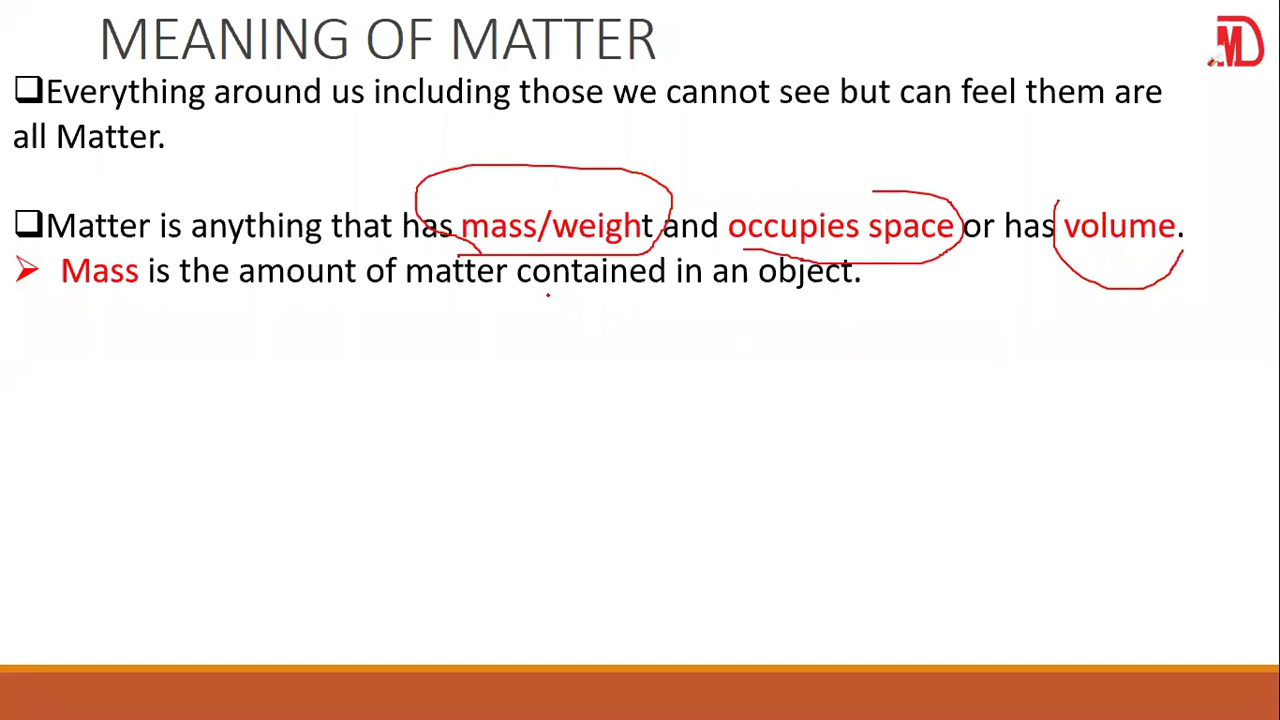 MEANING OF MATTER
MD
❑Everything around us including those we cannot see but can feel them are
all Matter.
❑Matter is anything that has mass/weight and occupies space or has volume.
➢ Mass is the amount of matter contained in an object.